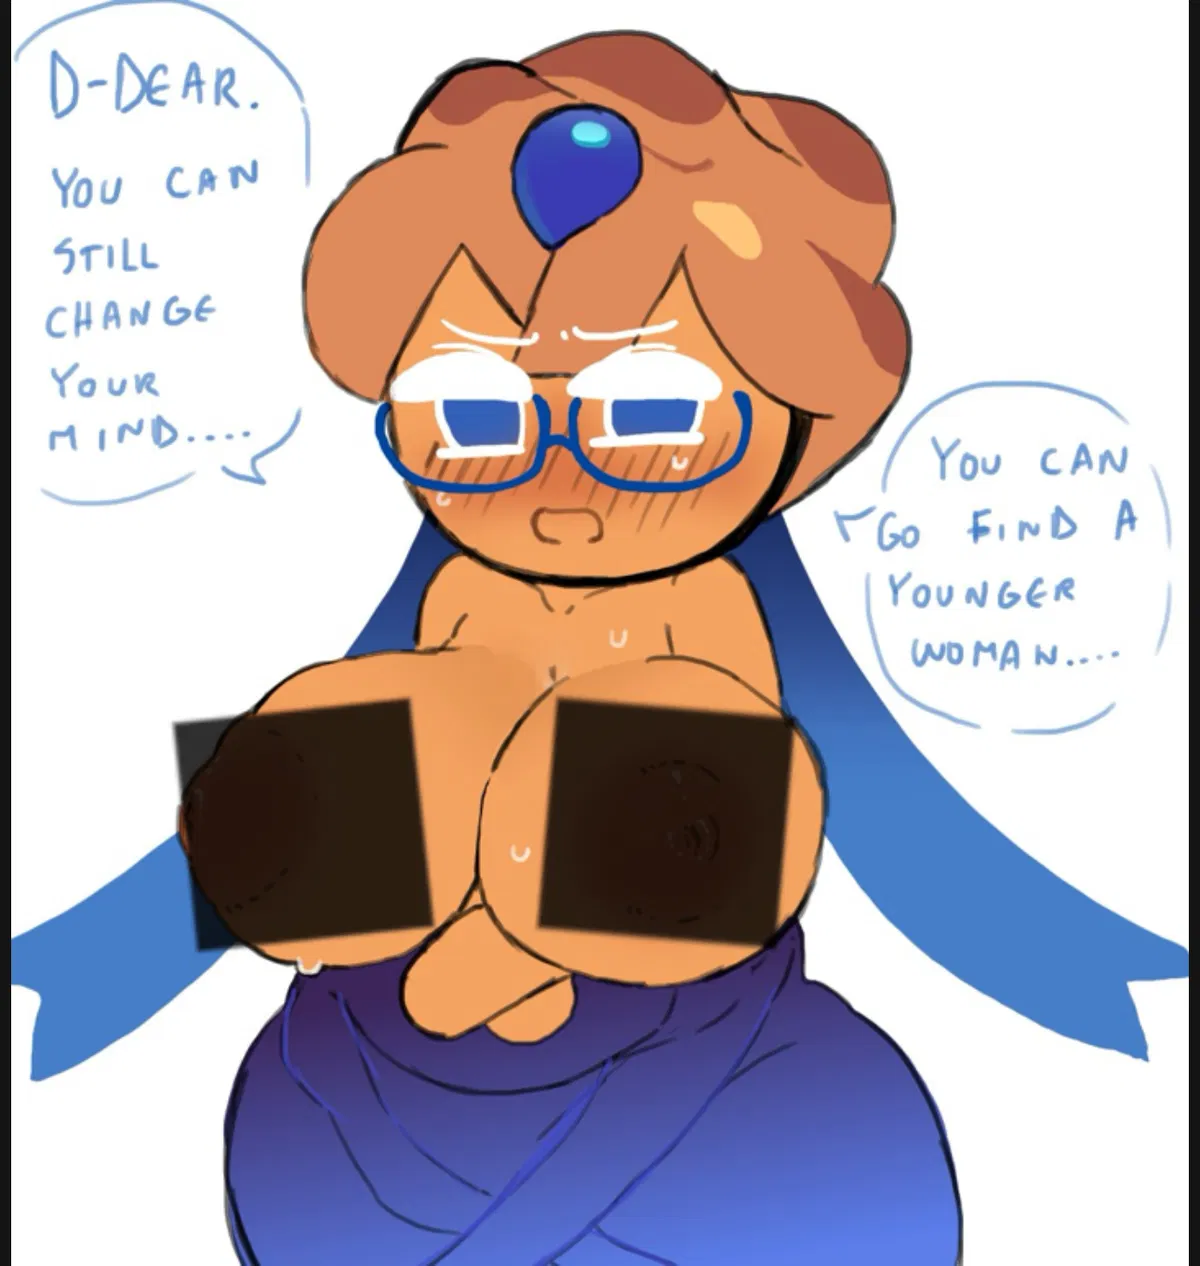 D-DEAR.
YOU CAN
STILL
CHANGE
YOUR
MIND....
YOU CAN
GO FIND A
YOUNGER
WOMAN....